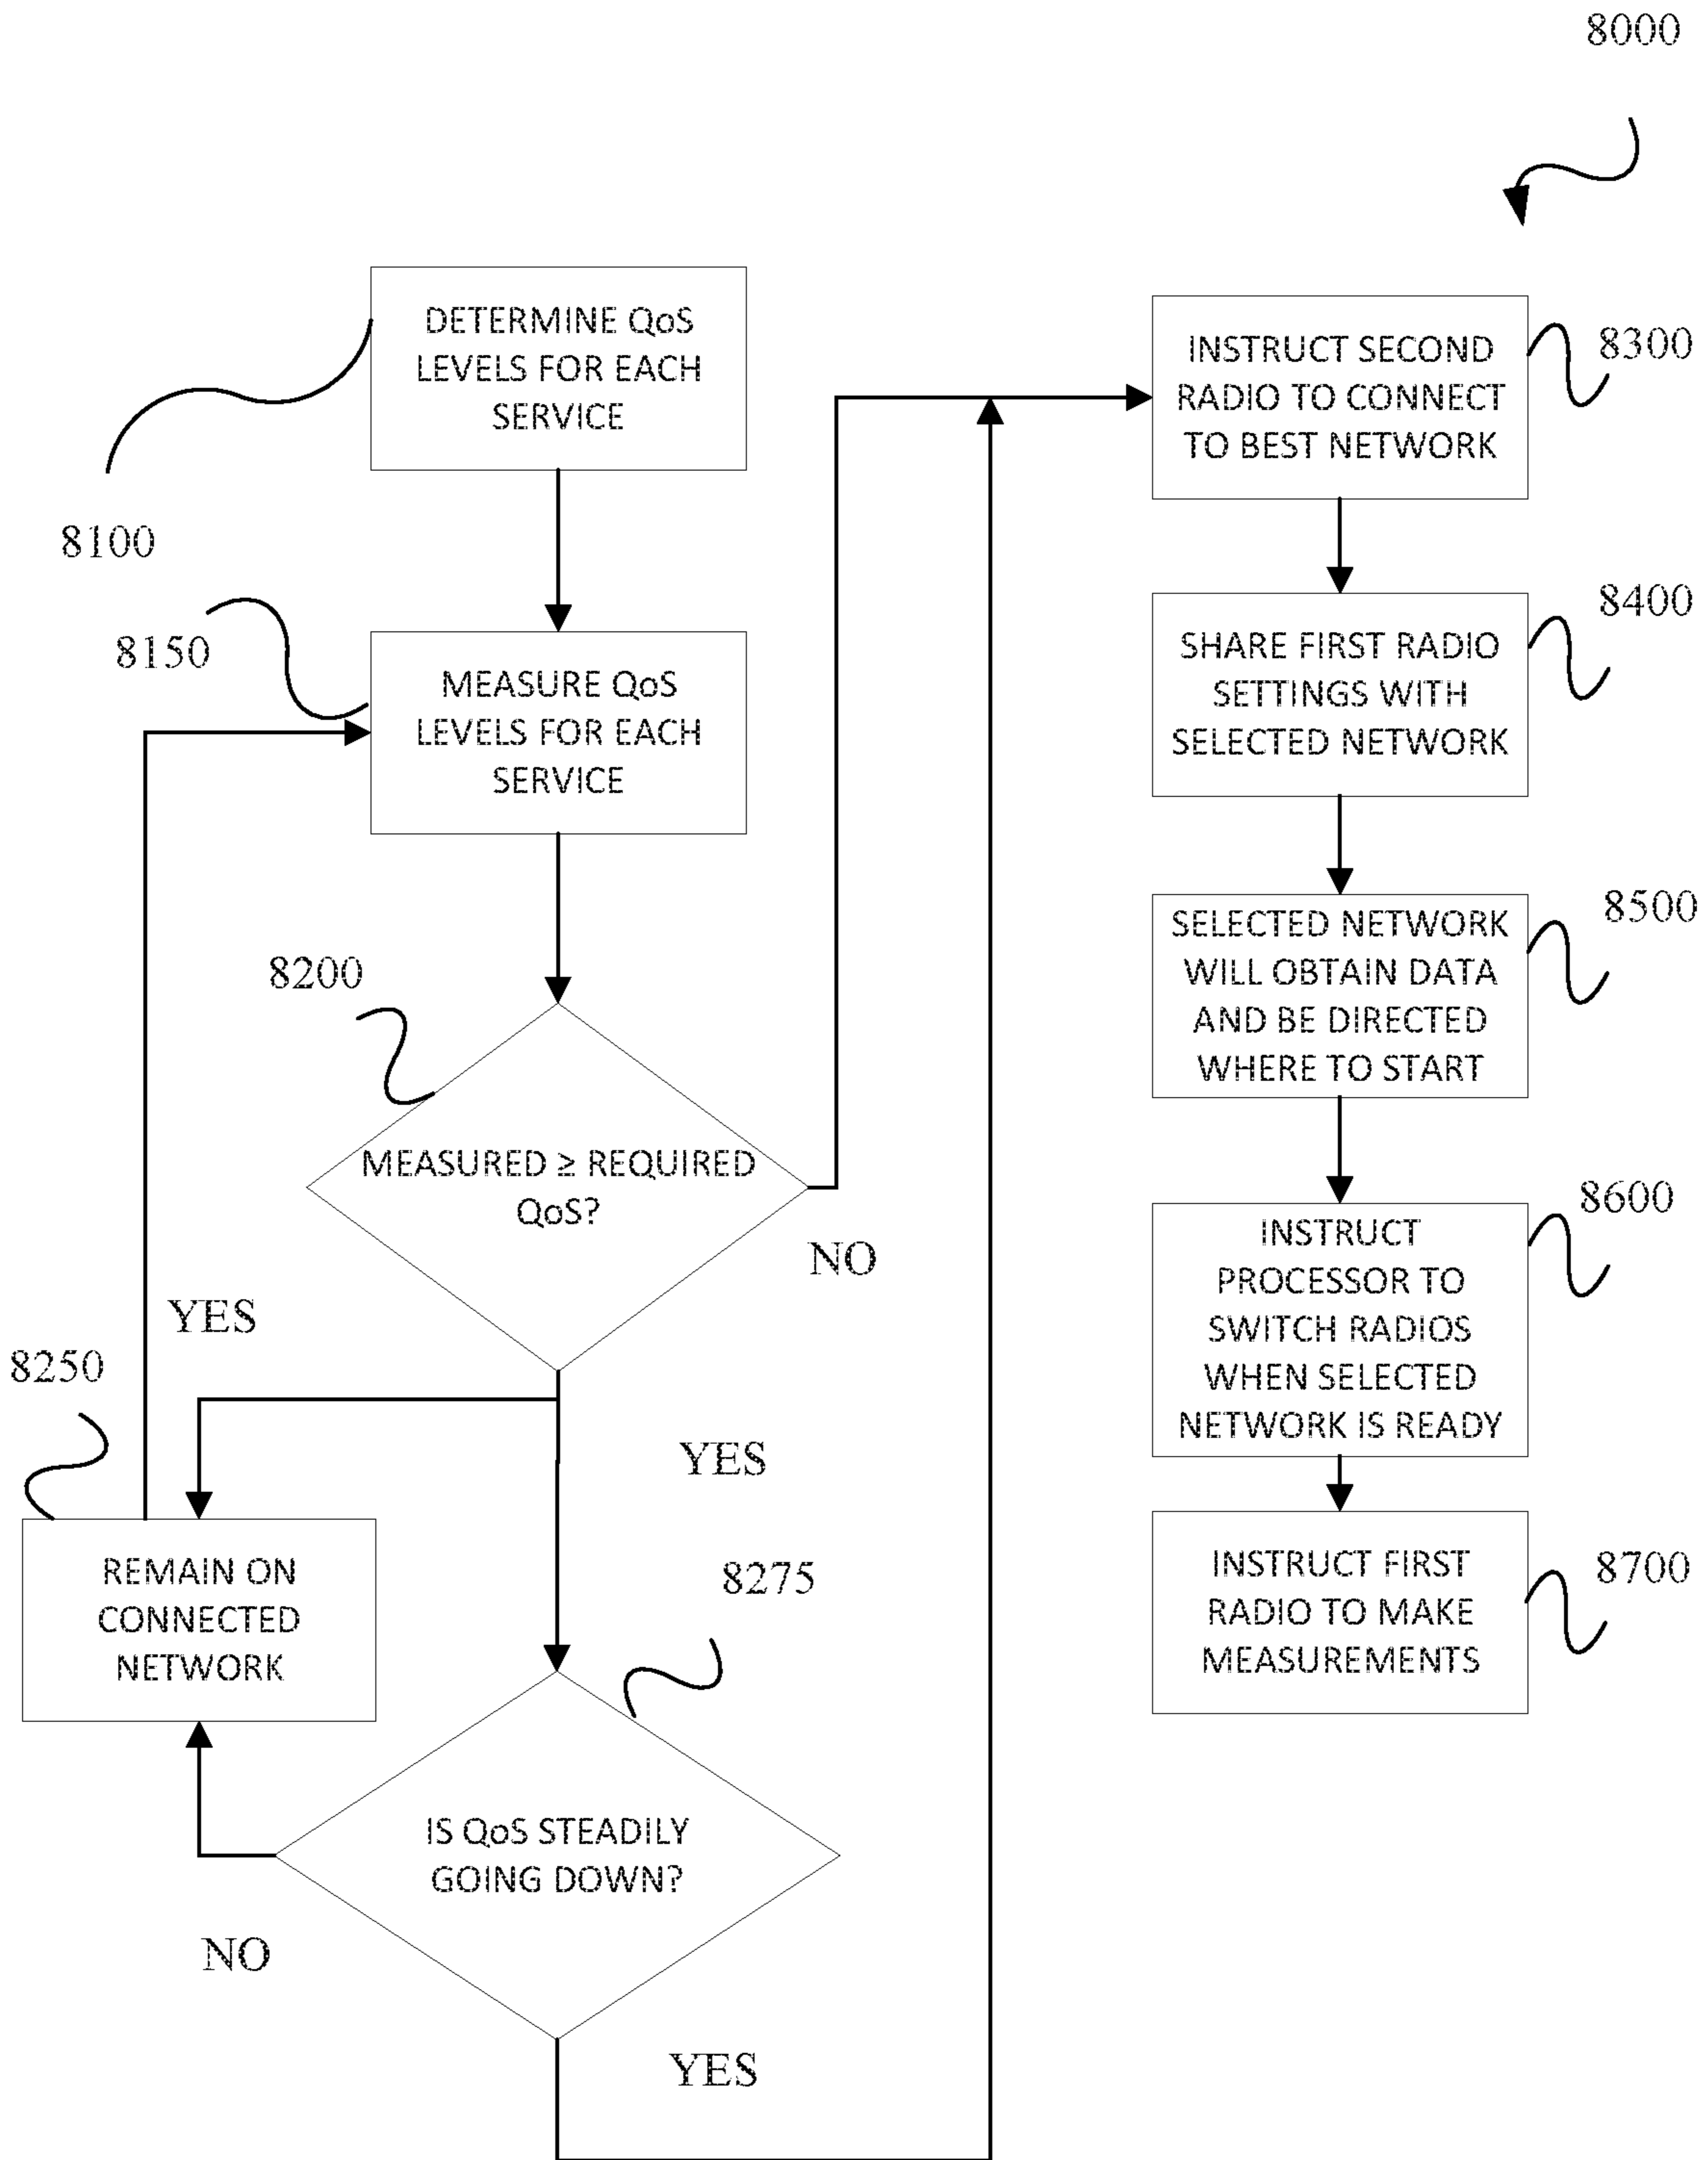 8000
DETERMINE QoS
LEVELS FOR EACH
SERVICE
8100
8150
MEASURE QoS
LEVELS FOR EACH
SERVICE
8200
MEASURED ≥ REQUIRED
QoS?
NO
YES
8250
YES
REMAIN ON
CONNECTED
NETWORK
8275
IS QoS STEADILY
GOING DOWN?
NO
YES
INSTRUCT SECOND
RADIO TO CONNECT
TO BEST NETWORK
8300
SHARE FIRST RADIO
SETTINGS WITH
SELECTED NETWORK
8400
SELECTED NETWORK
WILL OBTAIN DATA
AND BE DIRECTED
WHERE TO START
8500
INSTRUCT
PROCESSOR TO
SWITCH RADIOS
WHEN SELECTED
NETWORK IS READY
8600
INSTRUCT FIRST
RADIO TO MAKE
MEASUREMENTS
8700